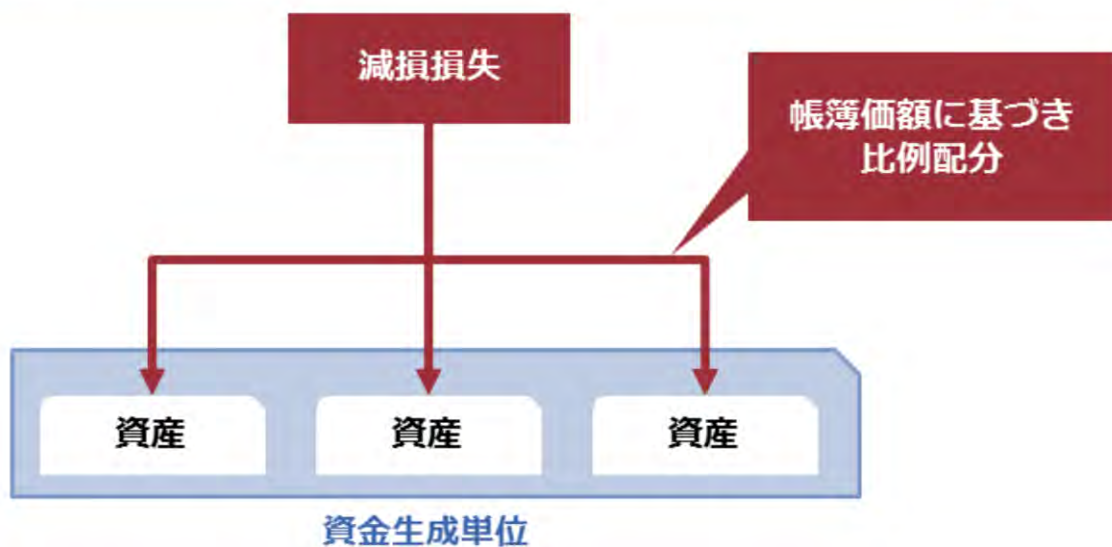 減損損失
帳簿価額に基づき
比例配分
資産
資産
資産
資金生成単位